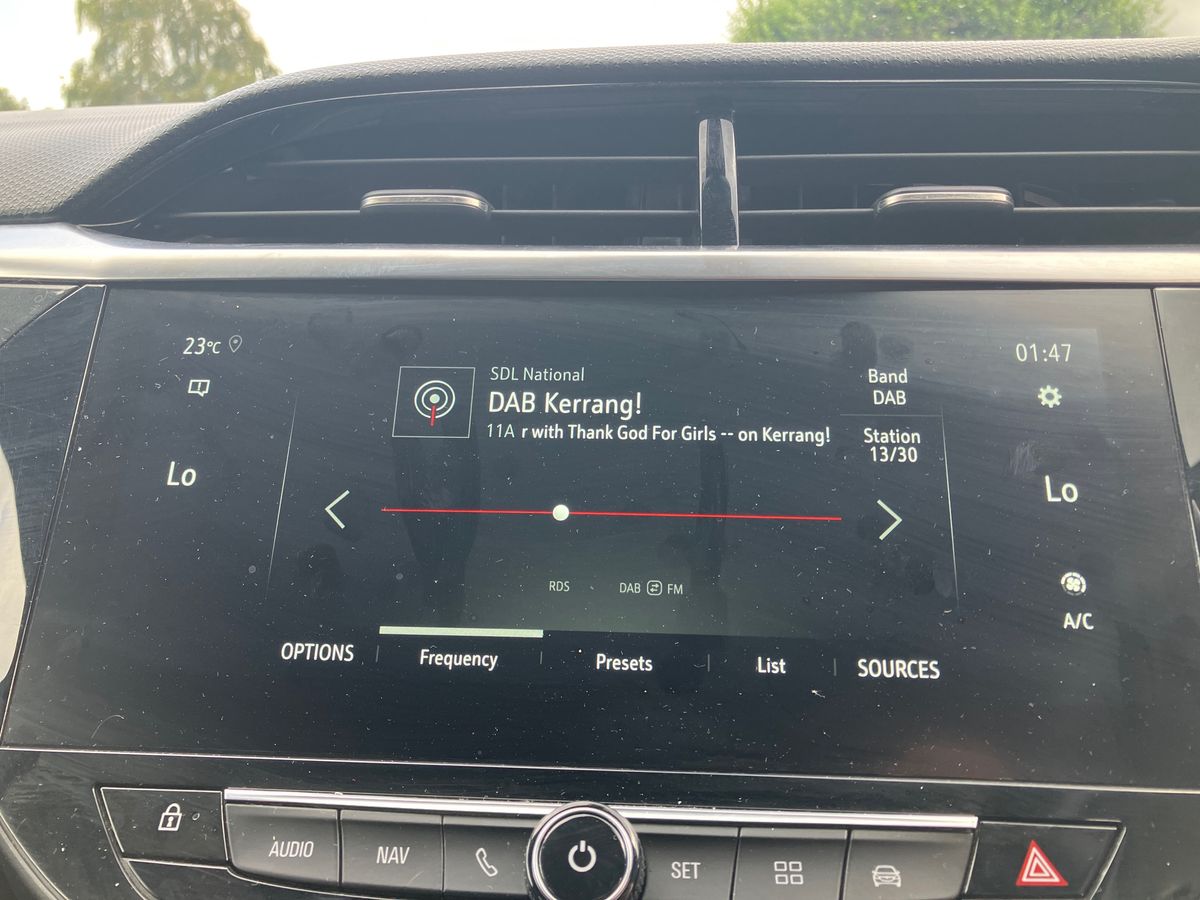 23°C
01:47
SDL National
DAB Kerrang!
11A r with Thank God For Girls -- on Kerrang!
Band
DAB
Station
13/30
Lo
Lo
RDS
DAB FM
A/C
OPTIONS
Frequency
Presets
List
SOURCES
AUDIO
NAV
SET